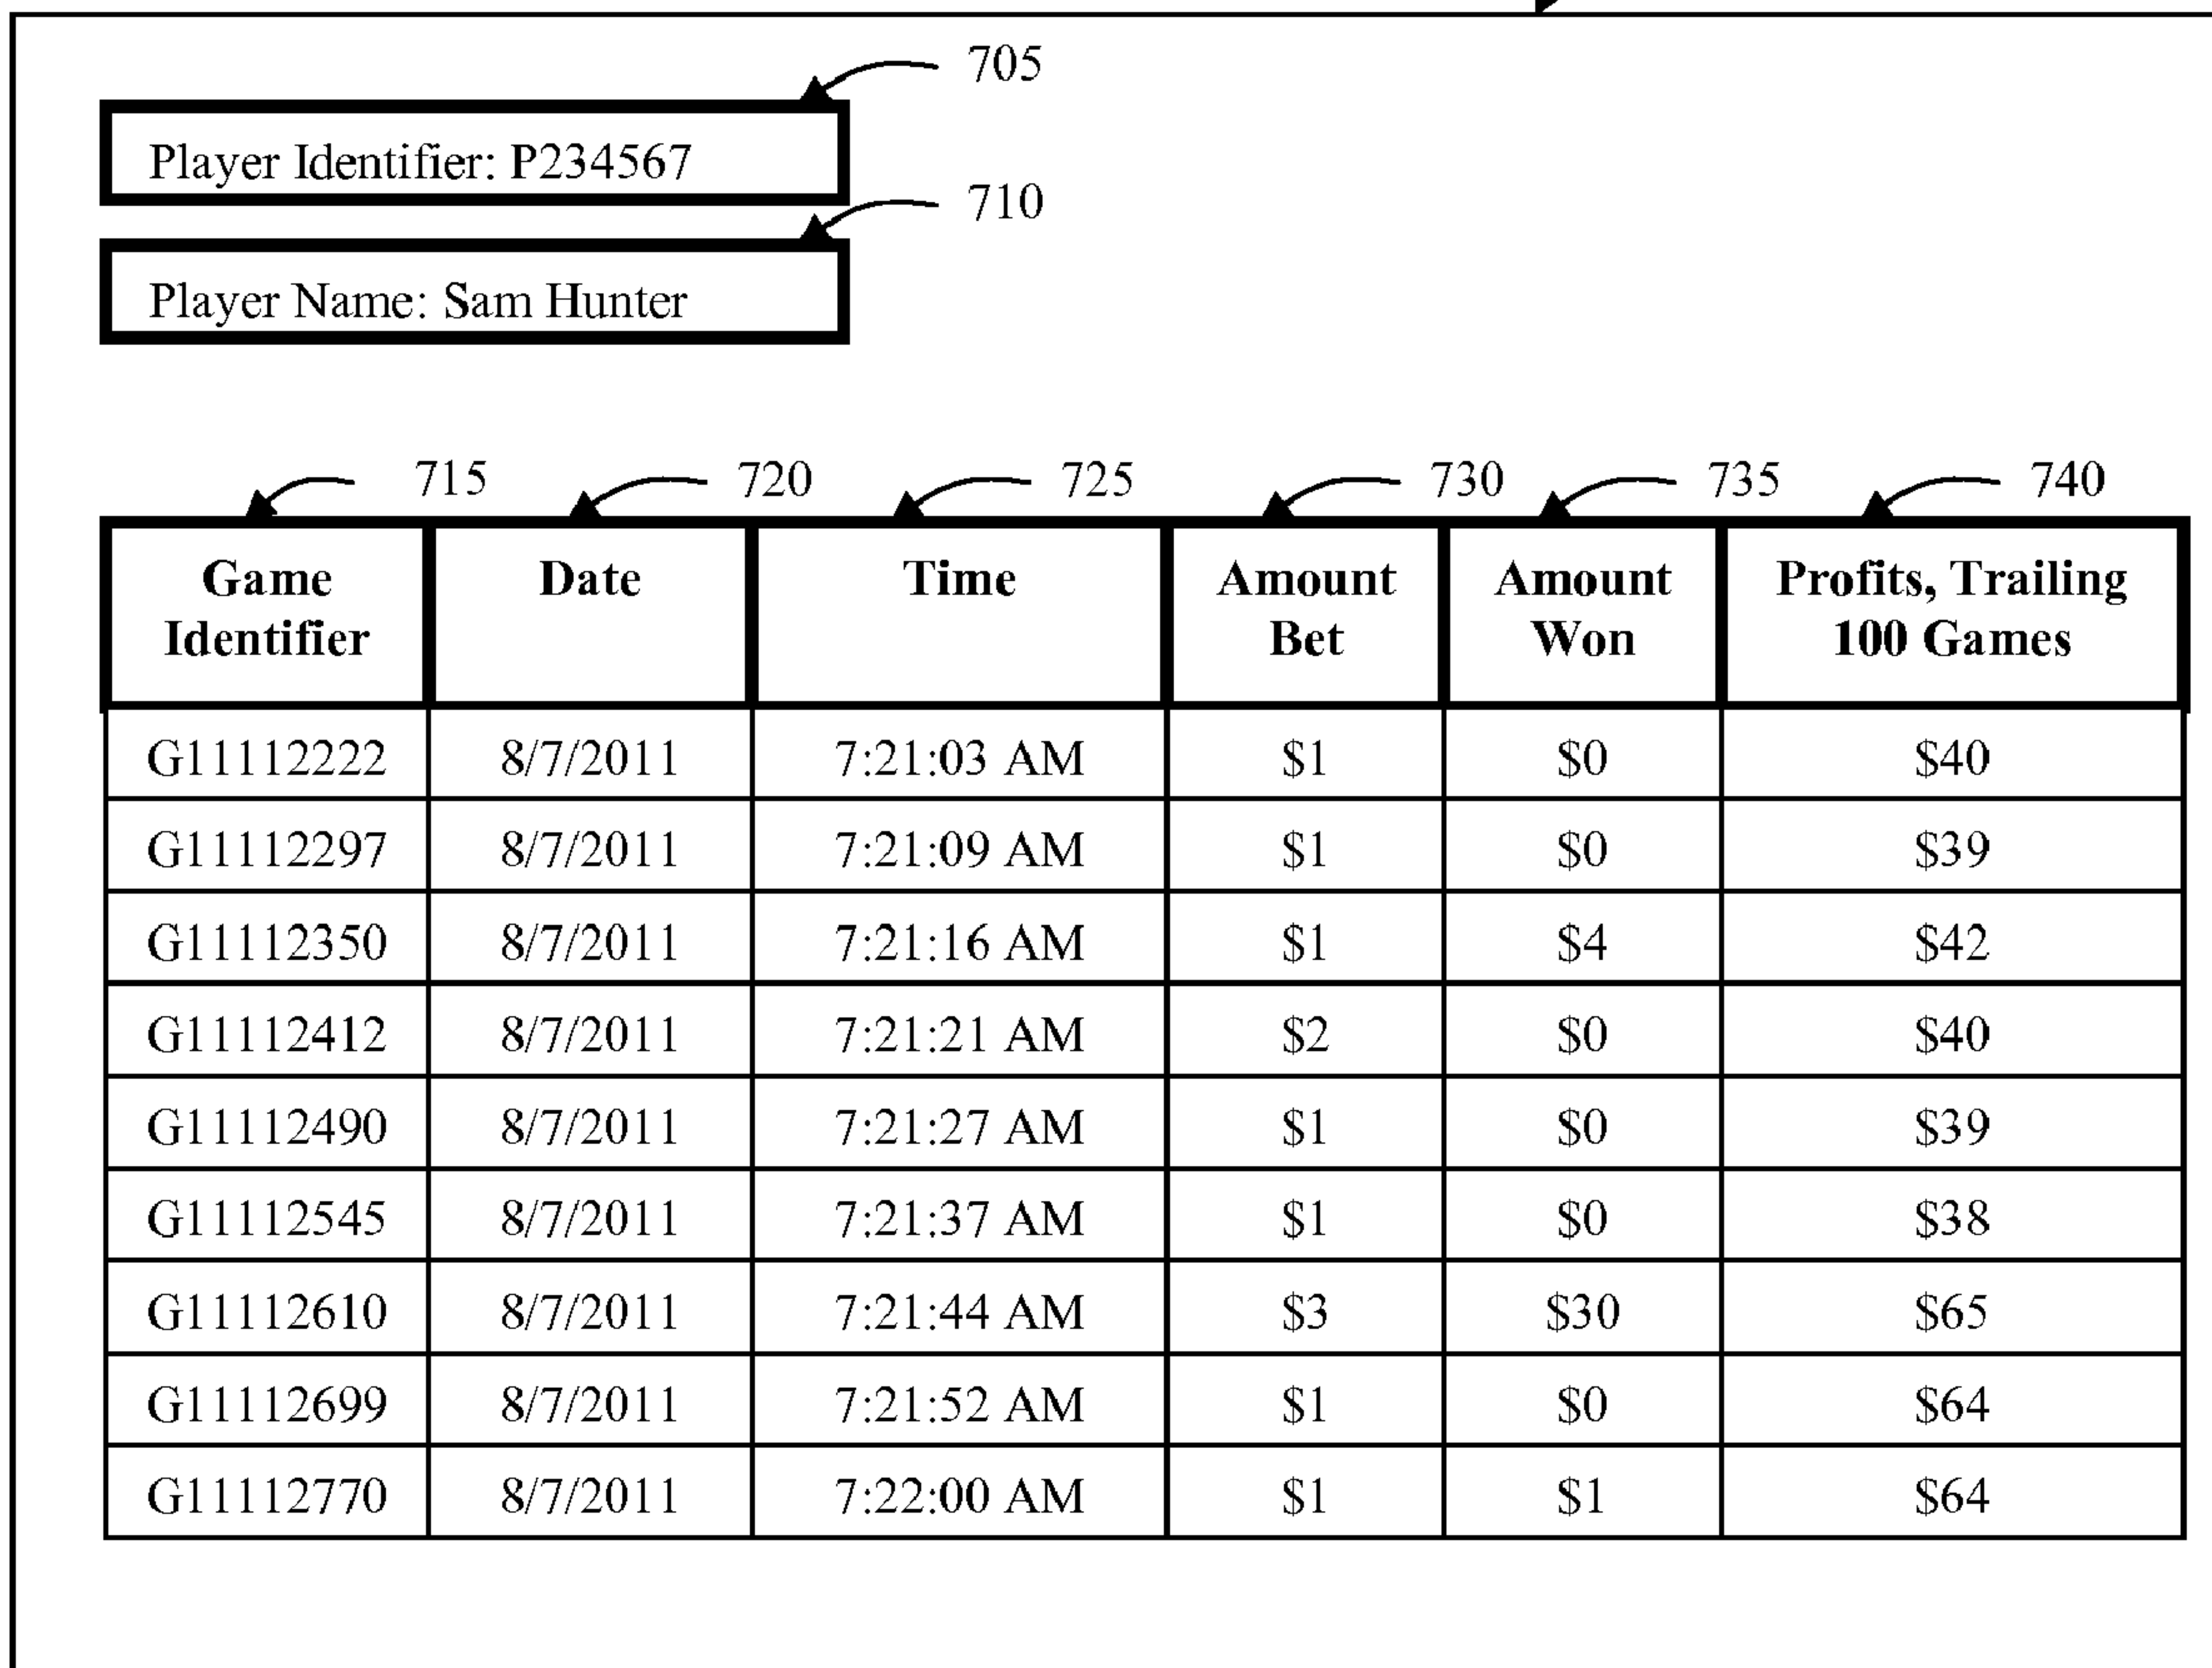 705
Player Identifier: P234567
710
Player Name: Sam Hunter
715 720 725 730 735 740
Game Identifier Date Time Amount Bet Amount Won Profits, Trailing 100 Games
G11112222 8/7/2011 7:21:03 AM $1 $0 $40
G11112297 8/7/2011 7:21:09 AM $1 $0 $39
G11112350 8/7/2011 7:21:16 AM $1 $4 $42
G11112412 8/7/2011 7:21:21 AM $2 $0 $40
G11112490 8/7/2011 7:21:27 AM $1 $0 $39
G11112545 8/7/2011 7:21:37 AM $1 $0 $38
G11112610 8/7/2011 7:21:44 AM $3 $30 $65
G11112699 8/7/2011 7:21:52 AM $1 $0 $64
G11112770 8/7/2011 7:22:00 AM $1 $1 $64